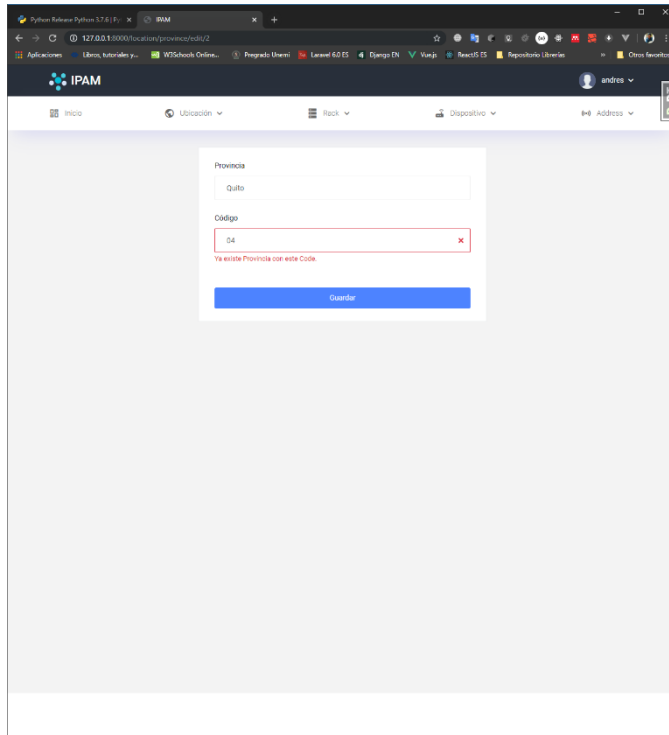 Python Release Python 3.7.6 | Py
IPAM
127.0.0.1:8000/location/province/edit/2
Aplicaciones
Libros, tutoriales y...
W3Schools Online...
Pregrado Unemi
Laravel 6.0 ES
Django EN
Vue.js
ReactJS ES
Repositorio Librerías
Otros favoritos
IPAM
andres
Inicio
Ubicación
Rack
Dispositivo
Address
Provincia
Quito
Código
04
Ya existe Provincia con este Code.
Guardar